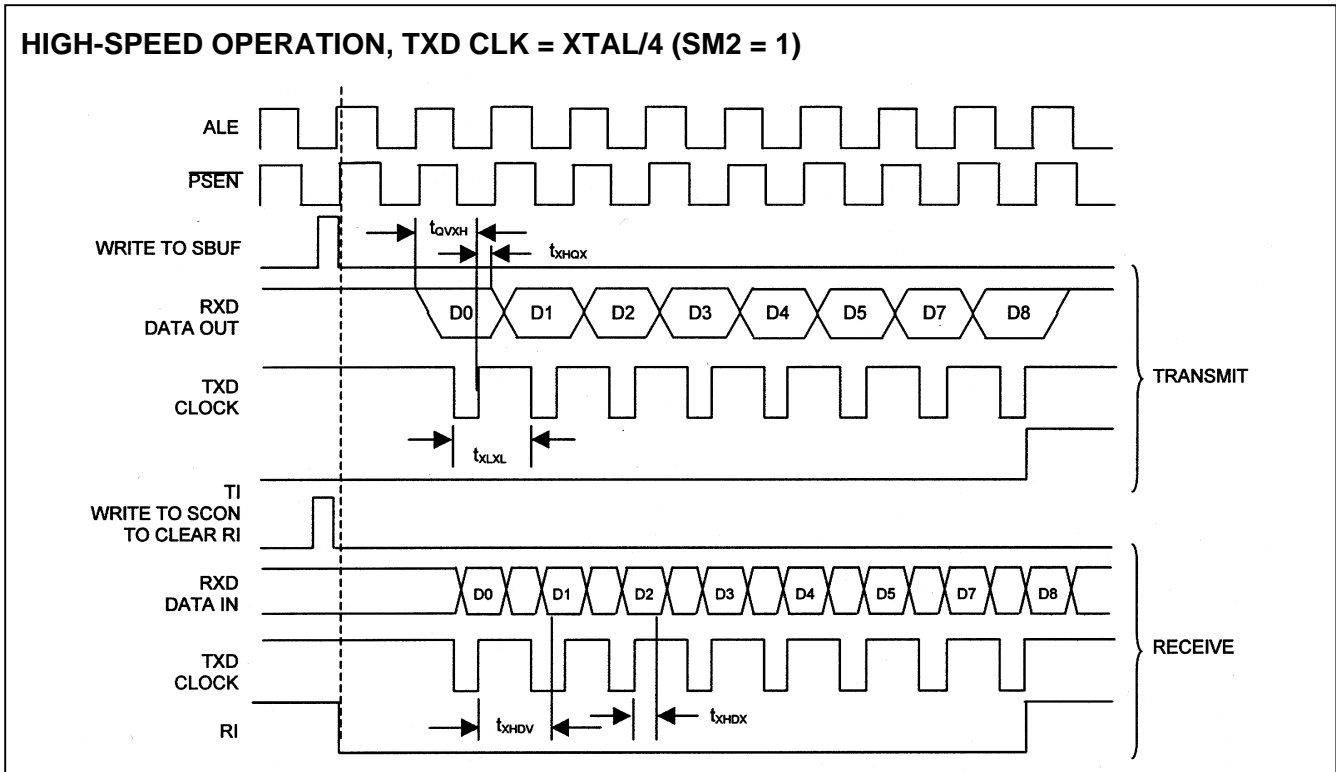 HIGH-SPEED OPERATION, TXD CLK = XTAL/4 (SM2 = 1)
ALE
PSEN
WRITE TO SBUF
tQVXH
tXHQX
RXD
DATA OUT
D0 D1 D2 D3 D4 D5 D7 D8
TXD
CLOCK
TRANSMIT
tXLXL
TI
WRITE TO SCON
TO CLEAR RI
RXD
DATA IN
D0 D1 D2 D3 D4 D5 D7 D8
TXD
CLOCK
RECEIVE
RI
tXHDV
tXHDX